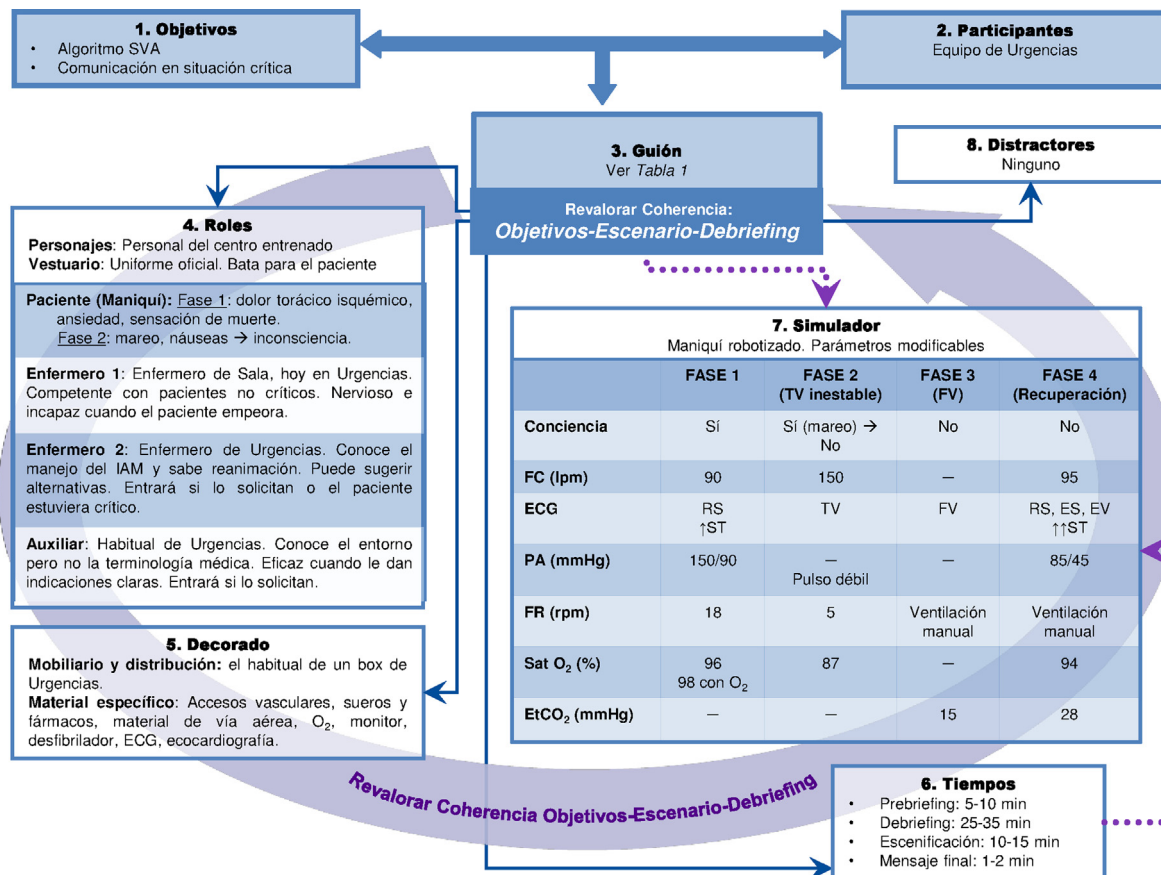 1. Objetivos
• Algoritmo SVA
• Comunicación en situación crítica
2. Participantes
Equipo de Urgencias
3. Guión
Ver Tabla 1
Revalorar Coherencia:
Objetivos-Escenario-Debriefing
8. Distractores
Ninguno
4. Roles
Personajes: Personal del centro entrenado
Vestuario: Uniforme oficial. Bata para el paciente
Paciente (Maniquí): Fase 1: dolor torácico isquémico,
ansiedad, sensación de muerte.
Fase 2: mareo, náuseas → inconsciencia.
Enfermero 1: Enfermero de Sala, hoy en Urgencias.
Competente con pacientes no críticos. Nervioso e
incapaz cuando el paciente empeora.
Enfermero 2: Enfermero de Urgencias. Conoce el
manejo del IAM y sabe reanimación. Puede sugerir
alternativas. Entrará si lo solicitan o el paciente
estuviera crítico.
Auxiliar: Habitual de Urgencias. Conoce el entorno
pero no la terminología médica. Eficaz cuando le dan
indicaciones claras. Entrará si lo solicitan.
5. Decorado
Mobiliario y distribución: el habitual de un box de
Urgencias.
Material específico: Accesos vasculares, sueros y
fármacos, material de vía aérea, O₂, monitor,
desfibrilador, ECG, ecocardiografía.
7. Simulador
Maniquí robotizado. Parámetros modificables
FASE 1 FASE 2 FASE 3 FASE 4
(TV inestable) (FV) (Recuperación)
Conciencia Sí Sí (mareo) → No No
No
FC (lpm) 90 150 — 95
ECG RS TV FV RS, ES, EV
↑ST ↑↑ST
PA (mmHg) 150/90 — — 85/45
Pulso débil
FR (rpm) 18 5 Ventilación Ventilación
manual manual
Sat O₂ (%) 96 87 — 94
98 con O₂
EtCO₂ (mmHg) — — 15 28
Revalorar Coherencia Objetivos-Escenario-Debriefing
6. Tiempos
• Prebriefing: 5-10 min
• Debriefing: 25-35 min
• Escenificación: 10-15 min
• Mensaje final: 1-2 min